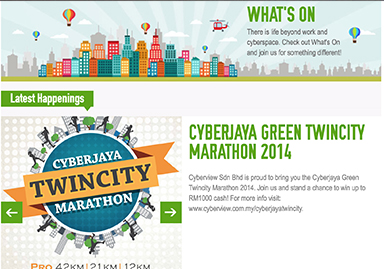 WHAT'S ON
There is life beyond work and
cyberspace. Check out What's On
and join us for something different!
Latest Happenings
CYBERJAYA
TWINCITY
MARATHON
PRO 42KM|21KM|12KM
CYBERJAYA GREEN TWINCITY
MARATHON 2014
Cyberview Sdn Bhd is proud to bring you the Cyberjaya Green
Twincity Marathon 2014. Join us and stand a chance to win up to
RM1000 cash! For more info visit:
www.cyberview.com.my/cyberjayatwincity.